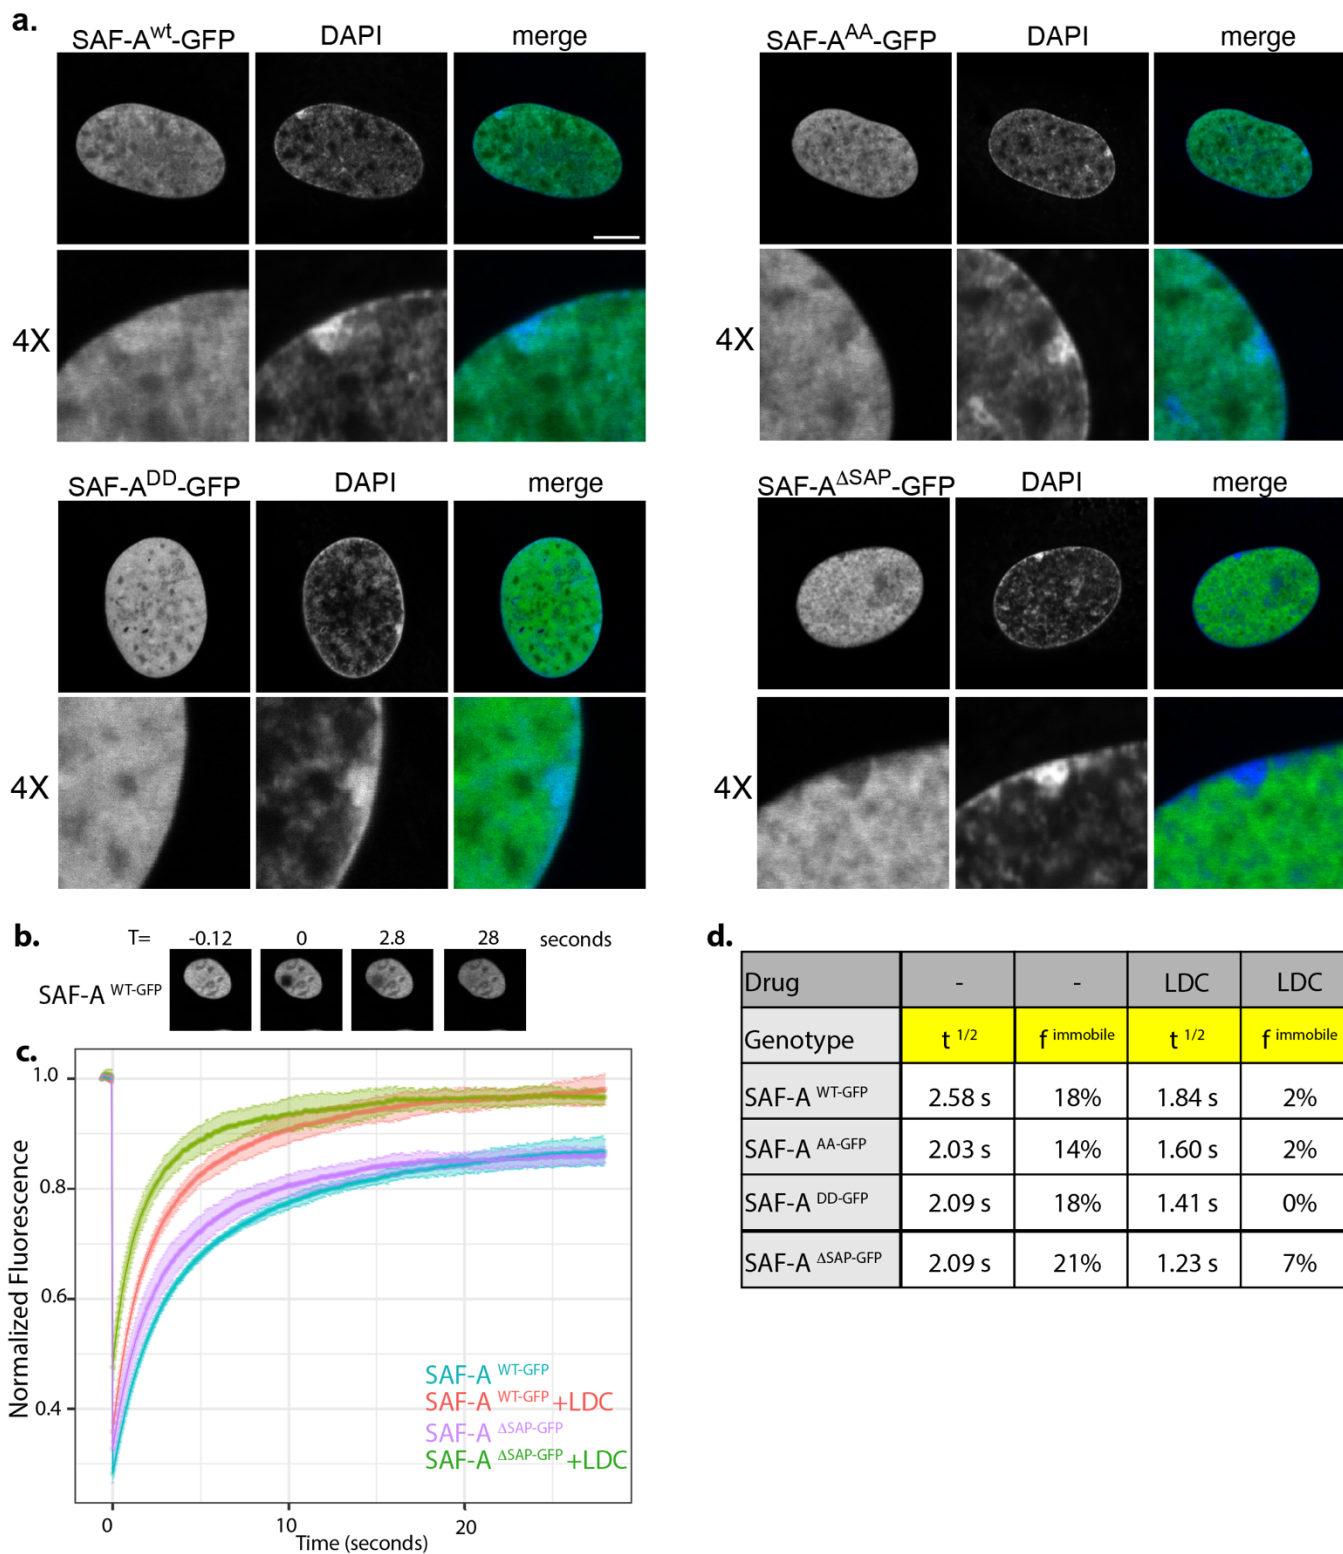 a.
SAF-Awt-GFP DAPI merge
SAF-AAA-GFP DAPI merge
4X
4X
SAF-ADD-GFP DAPI merge
SAF-AΔSAP-GFP DAPI merge
4X
4X
b.
T= -0.12 0 2.8 28 seconds
SAF-A WT-GFP
c.
Normalized Fluorescence
1.0
0.8
0.6
0.4
SAF-A WT-GFP
SAF-A WT-GFP +LDC
SAF-A ΔSAP-GFP
SAF-A ΔSAP-GFP +LDC
0 10 20
Time (seconds)
d.
Drug - - LDC LDC
Genotype t 1/2 f immobile t 1/2 f immobile
SAF-A WT-GFP 2.58 s 18% 1.84 s 2%
SAF-A AA-GFP 2.03 s 14% 1.60 s 2%
SAF-A DD-GFP 2.09 s 18% 1.41 s 0%
SAF-A ΔSAP-GFP 2.09 s 21% 1.23 s 7%